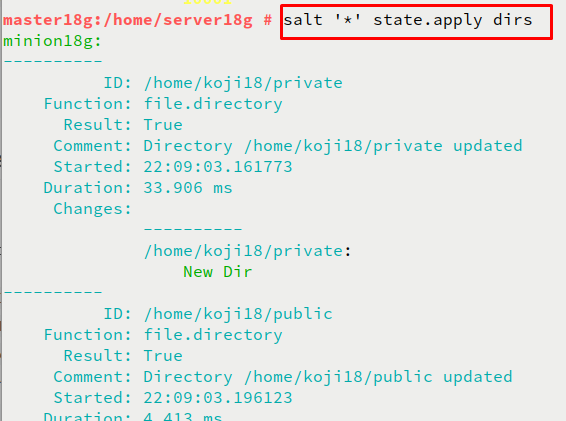 master18g:/home/server18g # salt '*' state.apply dirs
minion18g:
----------
ID: /home/koji18/private
Function: file.directory
Result: True
Comment: Directory /home/koji18/private updated
Started: 22:09:03.161773
Duration: 33.906 ms
Changes:
----------
/home/koji18/private:
New Dir
----------
ID: /home/koji18/public
Function: file.directory
Result: True
Comment: Directory /home/koji18/public updated
Started: 22:09:03.196123
Duration: 4.413 ms